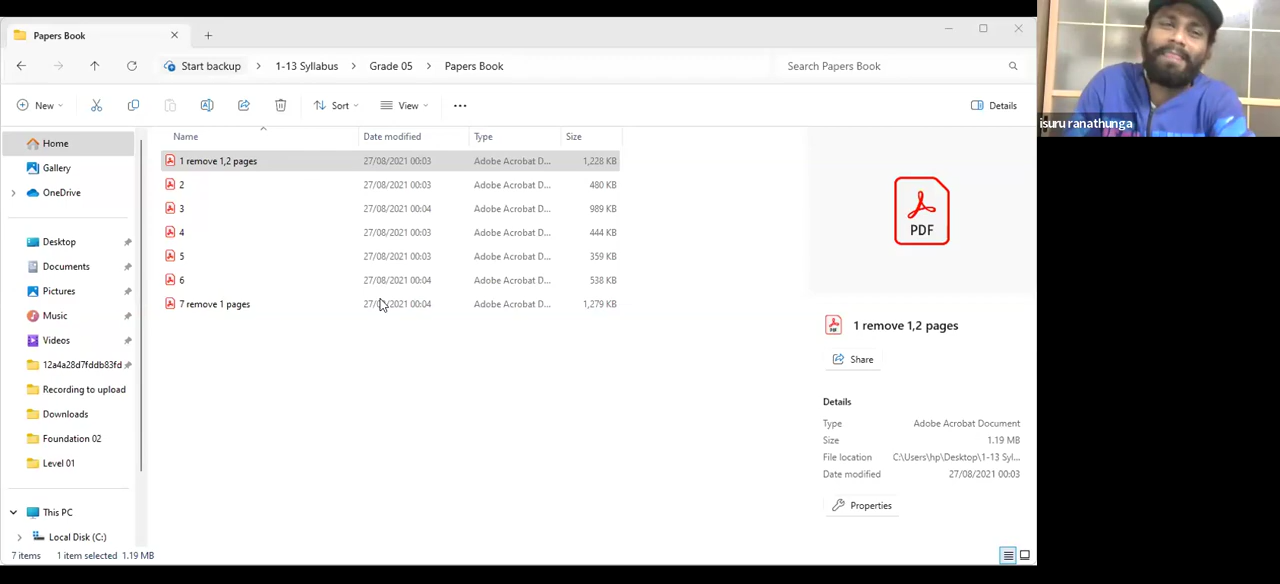 Papers Book
Start backup > 1-13 Syllabus > Grade 05 > Papers Book
Search Papers Book
New
Sort
View
Details
Home
Gallery
OneDrive
Desktop
Documents
Pictures
Music
Videos
12a4a28d7fddb83fd
Recording to upload
Downloads
Foundation 02
Level 01
This PC
Local Disk (C:)
Name Date modified Type Size
1 remove 1,2 pages 27/08/2021 00:03 Adobe Acrobat D... 1,228 KB
2 27/08/2021 00:03 Adobe Acrobat D... 480 KB
3 27/08/2021 00:04 Adobe Acrobat D... 989 KB
4 27/08/2021 00:03 Adobe Acrobat D... 444 KB
5 27/08/2021 00:03 Adobe Acrobat D... 359 KB
6 27/08/2021 00:04 Adobe Acrobat D... 538 KB
7 remove 1 pages 27/08/2021 00:04 Adobe Acrobat D... 1,279 KB
PDF
1 remove 1,2 pages
Share
Details
Type Adobe Acrobat Document
Size 1.19 MB
File location C:\Users\hp\Desktop\1-13 Syl...
Date modified 27/08/2021 00:03
Properties
7 items 1 item selected 1.19 MB
isuru ranathunga